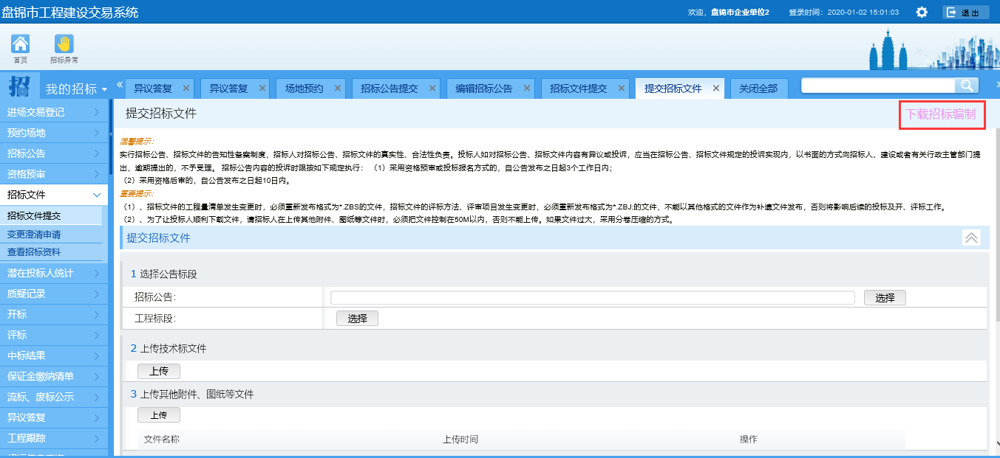 盘锦市工程建设交易系统
欢迎, 盘锦市企业单位2 登录时间: 2020-01-02 15:01:03 退 出
首页 招标异常
招 我的招标 « 异议答复 × 异议答复 × 场地预约 × 招标公告提交 × 编辑招标公告 × 招标文件提交 × 提交招标文件 × 关闭全部
进场交易登记
预约场地
招标公告
资格预审
招标文件
招标文件提交
变更澄清申请
查看招标资料
潜在投标人统计
质疑记录
开标
评标
中标结果
保证金缴纳清单
流标、废标公示
异议答复
工程跟踪
提交招标文件 下载招标编制
温馨提示:
实行招标公告、招标文件的告知性备案制度，招标人对招标公告、招标文件的真实性、合法性负责。投标人如对招标公告、招标文件内容有异议或投诉，应当在招标公告、招标文件规定的投诉实现内，以书面的方式向招标人、建设或者有关行政主管部门提
出，逾期提出的，不予受理。 招标公告内容的投诉时限按如下规定执行： （1）采用资格预审或投标报名方式的，自公告发布之日起3个工作日内；
（2）采用资格后审的，自公告发布之日起10日内。
重要提示:
（1）、招标文件的工程量清单发生变更时，必须重新发布格式为*.ZBS的文件，招标文件的评标方法、评审项目发生变更时，必须重新发布格式为*.ZBJ;的文件，不能以其他格式的文件作为补遗文件发布，否则将影响后续的投标及开、评标工作。
（2）、为了让投标人顺利下载文件，请招标人在上传其他附件、图纸等文件时，必须把文件控制在50M以内，否则不能上传。如果文件过大，采用分卷压缩的方式。
提交招标文件
1 选择公告标段
招标公告: 选择
工程标段: 选择
2 上传技术标文件
上传
3 上传其他附件、图纸等文件
上传
文件名称 上传时间 操作